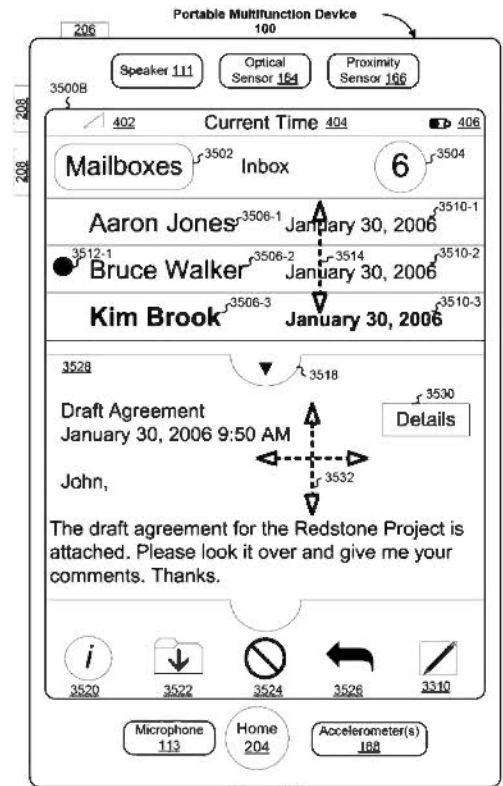 Portable Multifunction Device
100
206
Speaker 111
Optical
Sensor 164
Proximity
Sensor 166
3500B
208
208
402
Current Time 404
406
Mailboxes
3502
Inbox
6
3504
Aaron Jones
3506-1
January 30, 2006
3510-1
3512-1
Bruce Walker
3506-2
January 30, 2006
3514
3510-2
Kim Brook
3506-3
January 30, 2006
3510-3
3528
3518
3530
Draft Agreement
January 30, 2006 9:50 AM
Details
John,
3532
The draft agreement for the Redstone Project is
attached. Please look it over and give me your
comments. Thanks.
i
3520
3522
3524
3526
3310
Microphone
113
Home
204
Accelerometer(s)
168